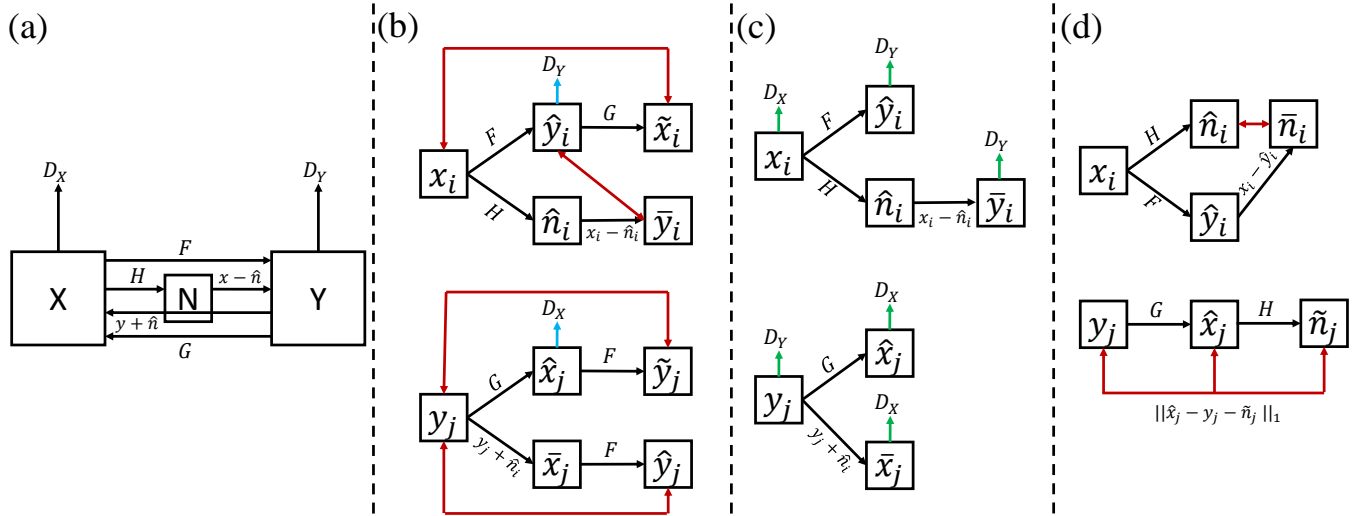 (a)
D_X
D_Y
F
H
x − n̂
X
N
Y
y + n̂
G
(b)
D_Y
F
ŷ_i
G
x̃_i
x_i
H
n̂_i
x_i − n̂_i
ȳ_i
D_X
G
x̂_j
F
ỹ_j
y_j
y_j + n̂_i
x̄_j
F
ŷ_j
(c)
D_Y
D_X
F
ŷ_i
x_i
D_Y
H
n̂_i
x_i − n̂_i
ȳ_i
D_X
D_Y
G
x̂_j
y_j
D_X
y_j + n̂_i
x̄_j
(d)
H
n̂_i
n̄_i
x_i
x_i − ŷ_i
F
ŷ_i
y_j
G
x̂_j
H
ñ_j
||x̂_j − y_j − ñ_j||_1